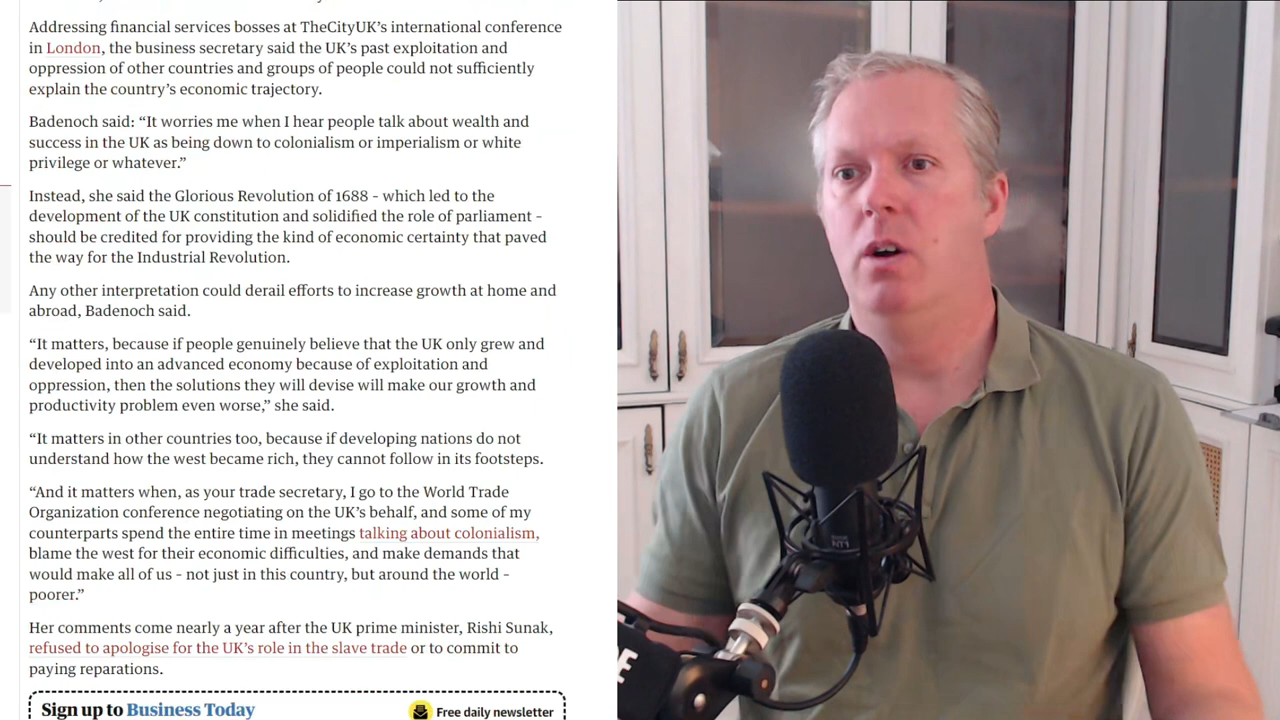 Addressing financial services bosses at TheCityUK's international conference
in London, the business secretary said the UK's past exploitation and
oppression of other countries and groups of people could not sufficiently
explain the country's economic trajectory.
Badenoch said: “It worries me when I hear people talk about wealth and
success in the UK as being down to colonialism or imperialism or white
privilege or whatever.”
Instead, she said the Glorious Revolution of 1688 – which led to the
development of the UK constitution and solidified the role of parliament –
should be credited for providing the kind of economic certainty that paved
the way for the Industrial Revolution.
Any other interpretation could derail efforts to increase growth at home and
abroad, Badenoch said.
“It matters, because if people genuinely believe that the UK only grew and
developed into an advanced economy because of exploitation and
oppression, then the solutions they will devise will make our growth and
productivity problem even worse,” she said.
“It matters in other countries too, because if developing nations do not
understand how the west became rich, they cannot follow in its footsteps.
“And it matters when, as your trade secretary, I go to the World Trade
Organization conference negotiating on the UK's behalf, and some of my
counterparts spend the entire time in meetings talking about colonialism,
blame the west for their economic difficulties, and make demands that
would make all of us – not just in this country, but around the world –
poorer.”
Her comments come nearly a year after the UK prime minister, Rishi Sunak,
refused to apologise for the UK's role in the slave trade or to commit to
paying reparations.
Sign up to Business Today
Free daily newsletter
NT1